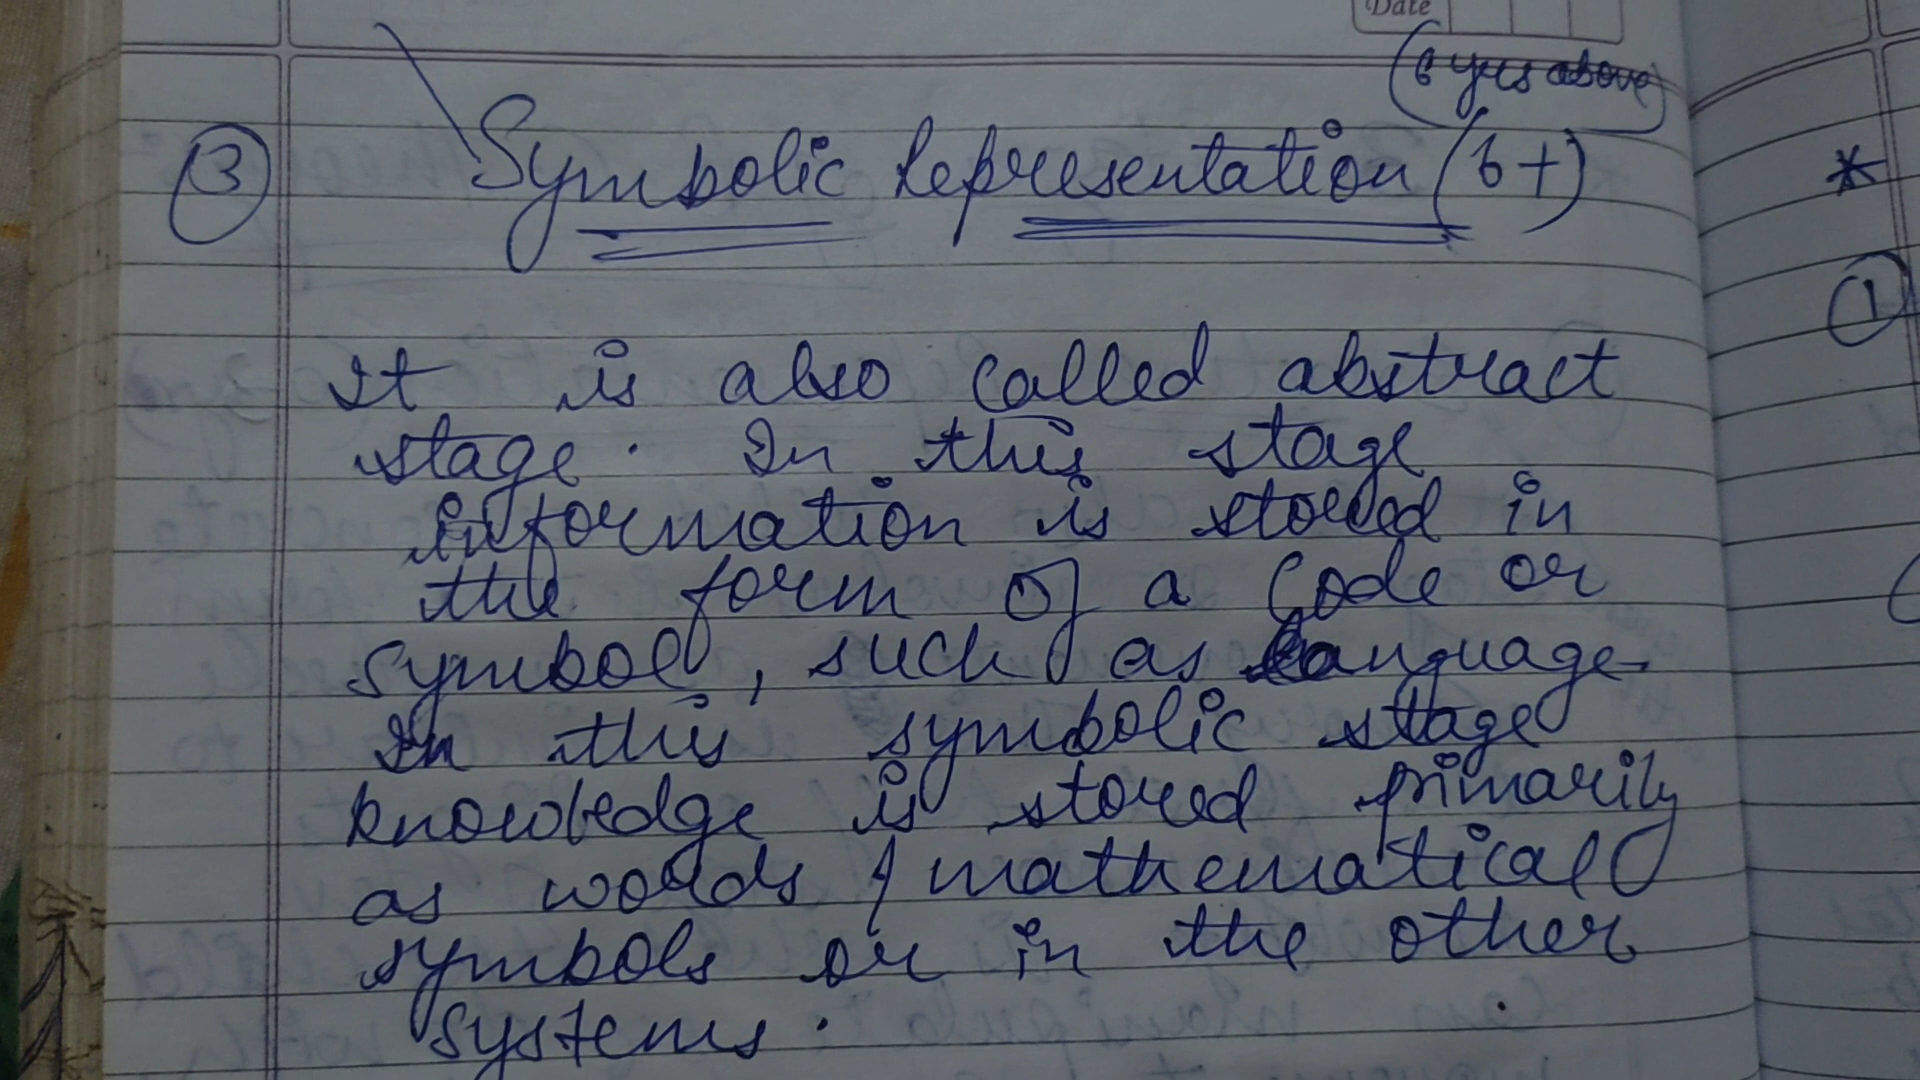 Date
(6 yrs above)
③ Symbolic Representation (6+)
*
①
It is also called abstract
stage. In this stage
information is stored in
the form of a code or
symbol, such as language.
In this symbolic stage
knowledge is stored primarily
as words, mathematical
symbols or in the other
systems.